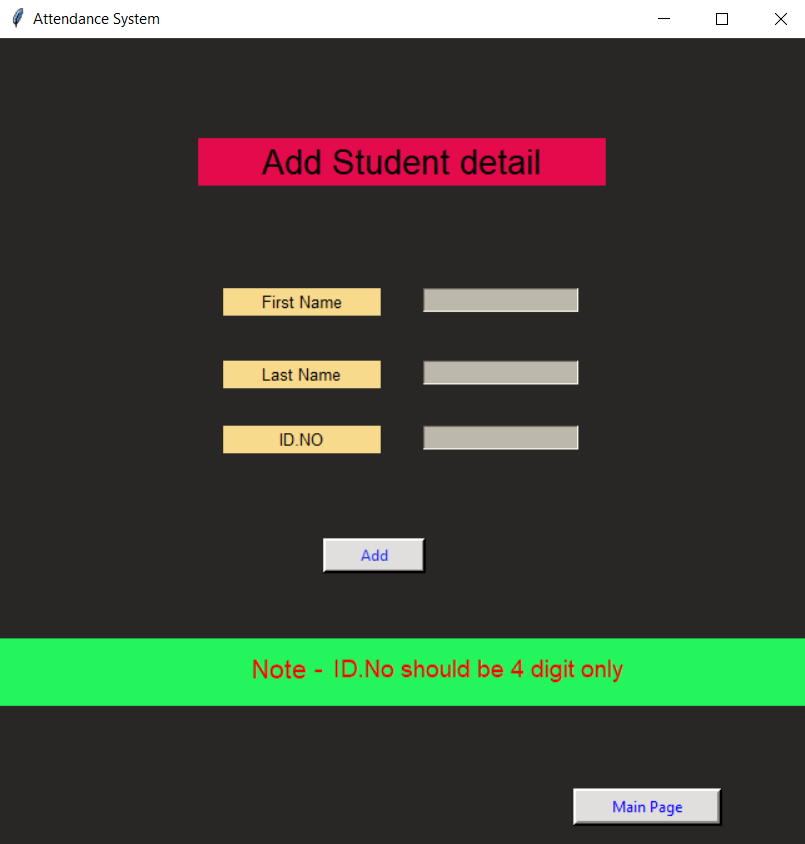 Attendance System
Add Student detail
First Name
Last Name
ID.NO
Add
Note - ID.No should be 4 digit only
Main Page